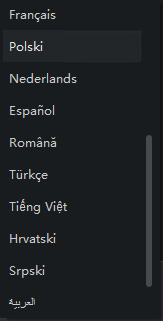 Français
Polski
Nederlands
Español
Română
Türkçe
Tiếng Việt
Hrvatski
Srpski
العربية